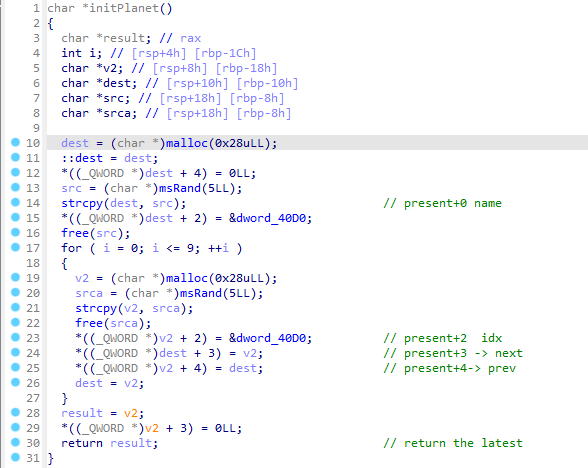 1 char *initPlanet()
2 {
3 char *result; // rax
4 int i; // [rsp+4h] [rbp-1Ch]
5 char *v2; // [rsp+8h] [rbp-18h]
6 char *dest; // [rsp+10h] [rbp-10h]
7 char *src; // [rsp+18h] [rbp-8h]
8 char *srca; // [rsp+18h] [rbp-8h]
9
10 dest = (char *)malloc(0x28uLL);
11 ::dest = dest;
12 *((_QWORD *)dest + 4) = 0LL;
13 src = (char *)msRand(5LL);
14 strcpy(dest, src); // present+0 name
15 *((_QWORD *)dest + 2) = &dword_40D0;
16 free(src);
17 for ( i = 0; i <= 9; ++i )
18 {
19 v2 = (char *)malloc(0x28uLL);
20 srca = (char *)msRand(5LL);
21 strcpy(v2, srca);
22 free(srca);
23 *((_QWORD *)v2 + 2) = &dword_40D0; // present+2 idx
24 *((_QWORD *)dest + 3) = v2; // present+3 -> next
25 *((_QWORD *)v2 + 4) = dest; // present+4-> prev
26 dest = v2;
27 }
28 result = v2;
29 *((_QWORD *)v2 + 3) = 0LL;
30 return result; // return the latest
31 }